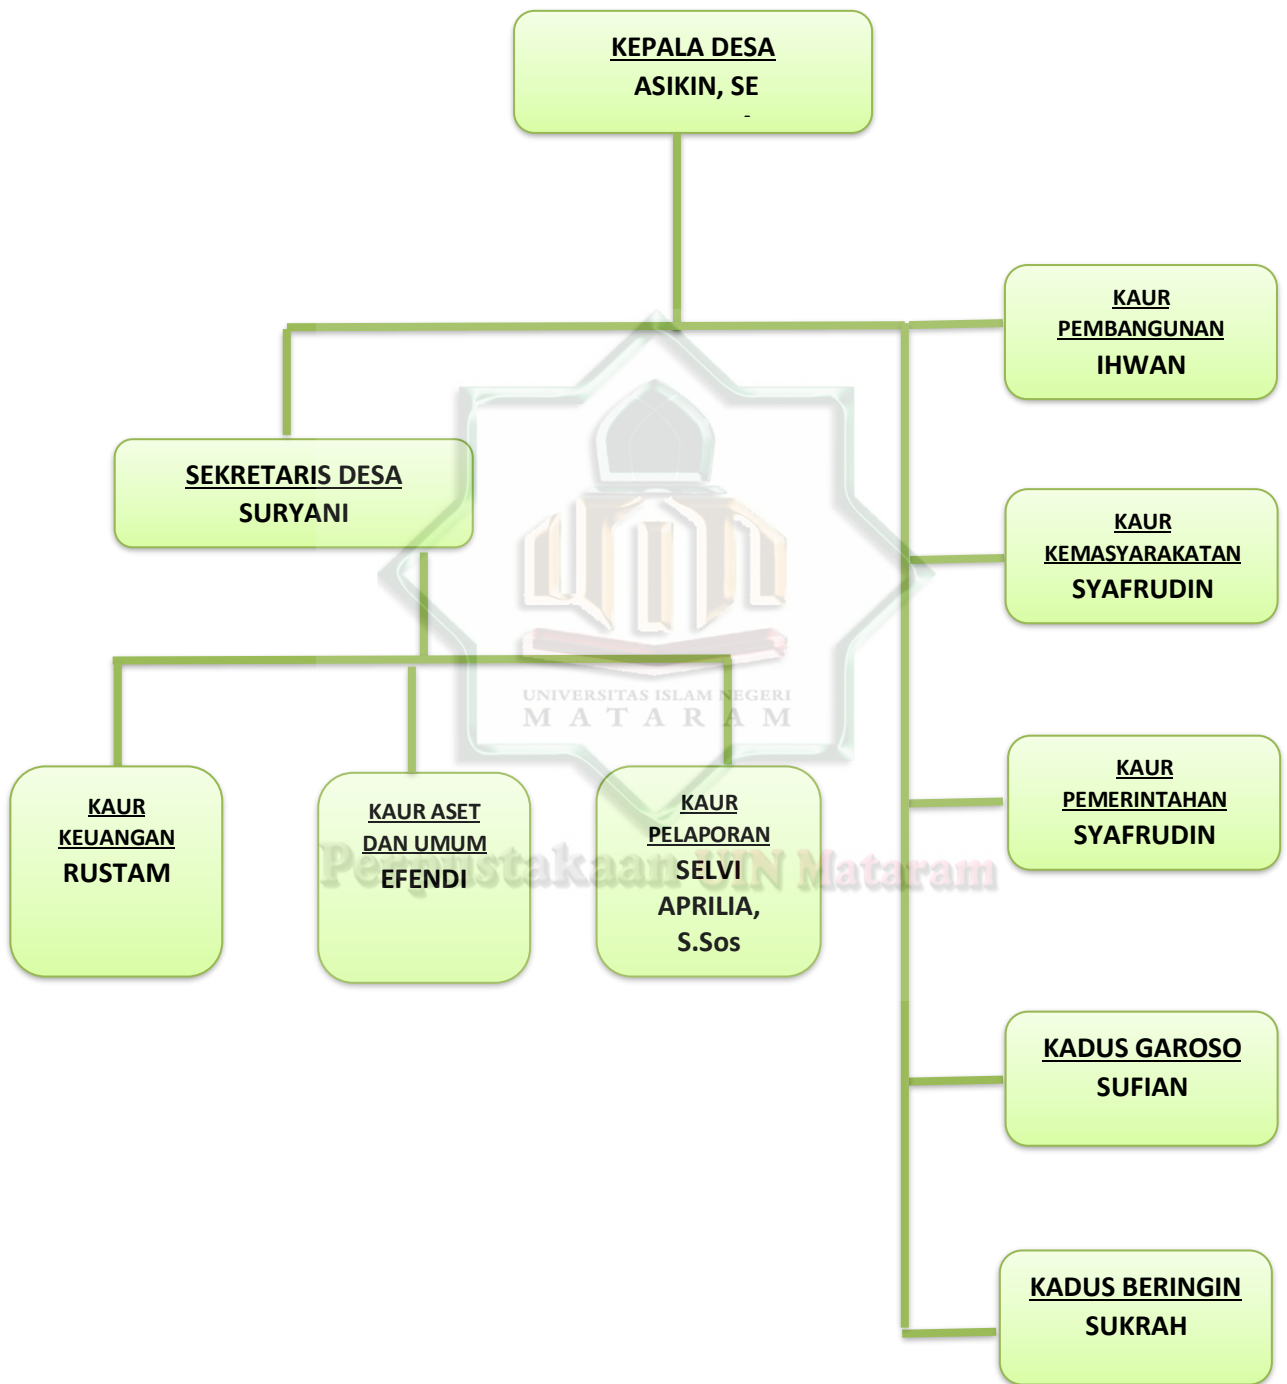 KEPALA DESA
ASIKIN, SE
-
KAUR
PEMBANGUNAN
IHWAN
SEKRETARIS DESA
SURYANI
KAUR
KEMASYARAKATAN
SYAFRUDIN
UNIVERSITAS ISLAM NEGERI
MATARAM
KAUR
KEUANGAN
RUSTAM
KAUR ASET
DAN UMUM
EFENDI
KAUR
PELAPORAN
SELVI
APRILIA,
S.Sos
KAUR
PEMERINTAHAN
SYAFRUDIN
Perpustakaan UIN Mataram
KADUS GAROSO
SUFIAN
KADUS BERINGIN
SUKRAH